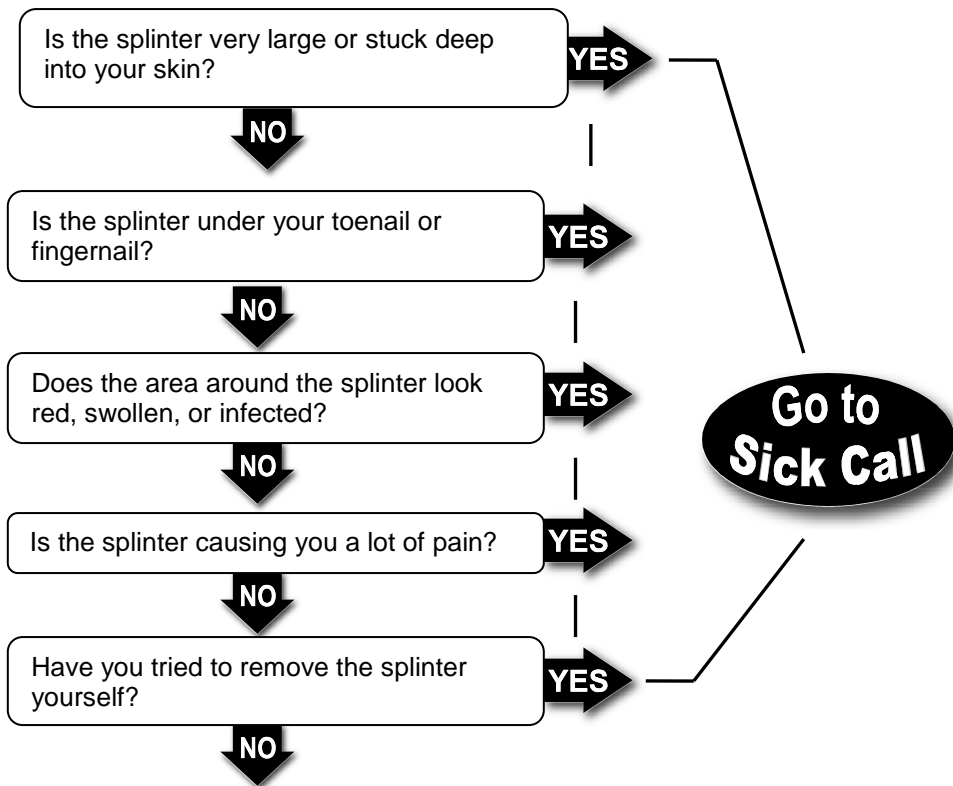 Is the splinter very large or stuck deep
into your skin?
YES
NO
Is the splinter under your toenail or
fingernail?
YES
NO
Does the area around the splinter look
red, swollen, or infected?
YES
NO
Go to
Sick Call
Is the splinter causing you a lot of pain?
YES
NO
Have you tried to remove the splinter
yourself?
YES
NO